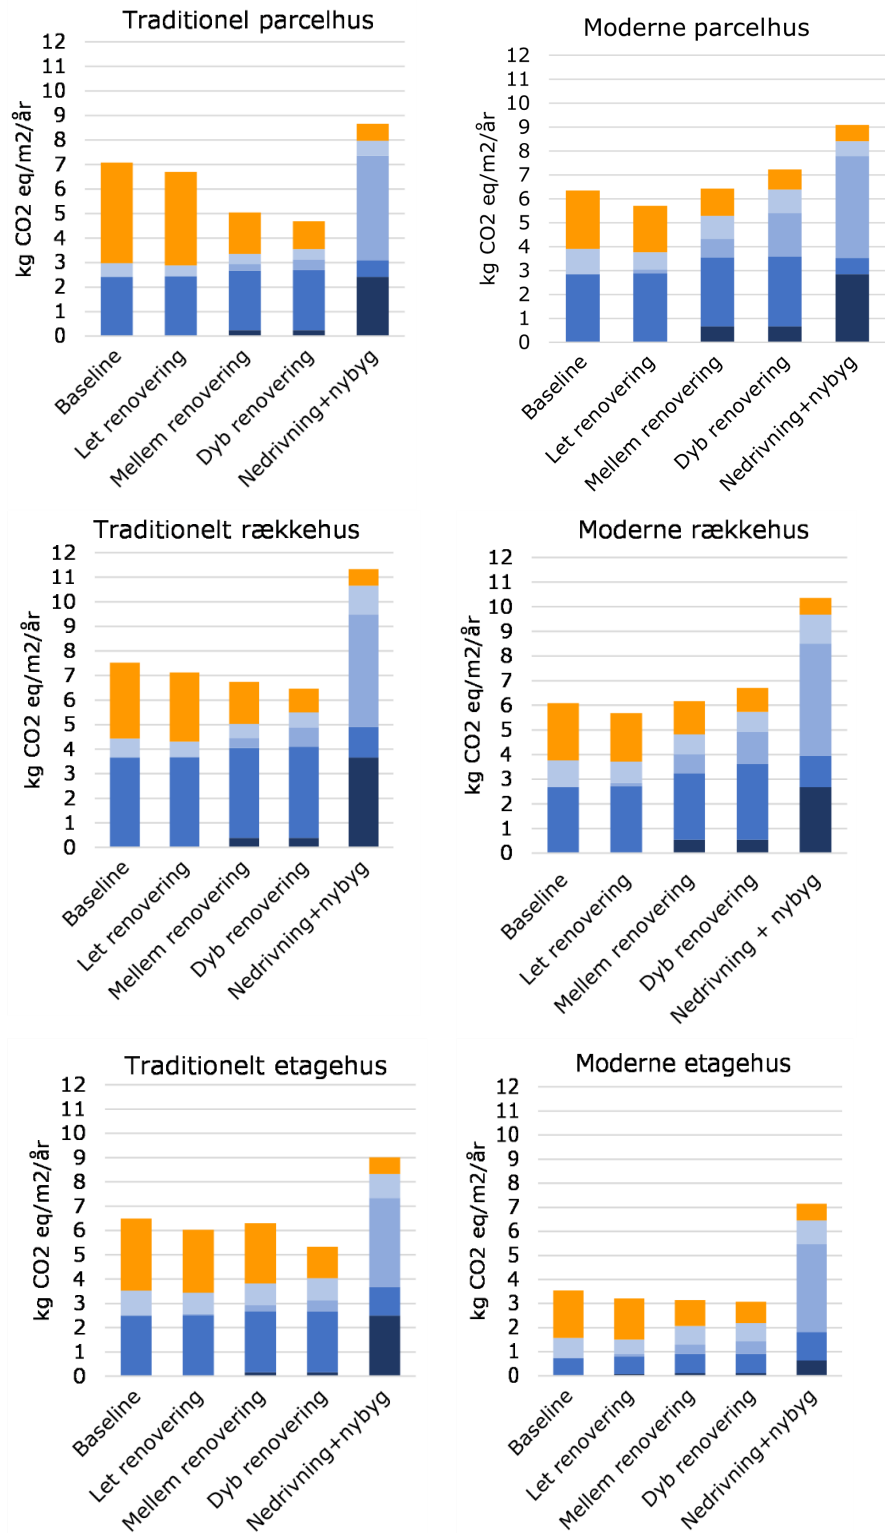 Traditionel parcelhus
kg CO2 eq/m2/år
12
11
10
9
8
7
6
5
4
3
2
1
0
Baseline
Let renovering
Mellem renovering
Dyb renovering
Nedrivning+nybyg
Moderne parcelhus
kg CO2 eq/m2/år
12
11
10
9
8
7
6
5
4
3
2
1
0
Baseline
Let renovering
Mellem renovering
Dyb renovering
Nedrivning+nybyg
Traditionelt rækkehus
kg CO2 eq/m2/år
12
11
10
9
8
7
6
5
4
3
2
1
0
Baseline
Let renovering
Mellem renovering
Dyb renovering
Nedrivning+nybyg
Moderne rækkehus
kg CO2 eq/m2/år
12
11
10
9
8
7
6
5
4
3
2
1
0
Baseline
Let renovering
Mellem renovering
Dyb renovering
Nedrivning + nybyg
Traditionelt etagehus
kg CO2 eq/m2/år
12
11
10
9
8
7
6
5
4
3
2
1
0
Baseline
Let renovering
Mellem renovering
Dyb renovering
Nedrivning+nybyg
Moderne etagehus
kg CO2 eq/m2/år
12
11
10
9
8
7
6
5
4
3
2
1
0
Baseline
Let renovering
Mellem renovering
Dyb renovering
Nedrivning+nybyg